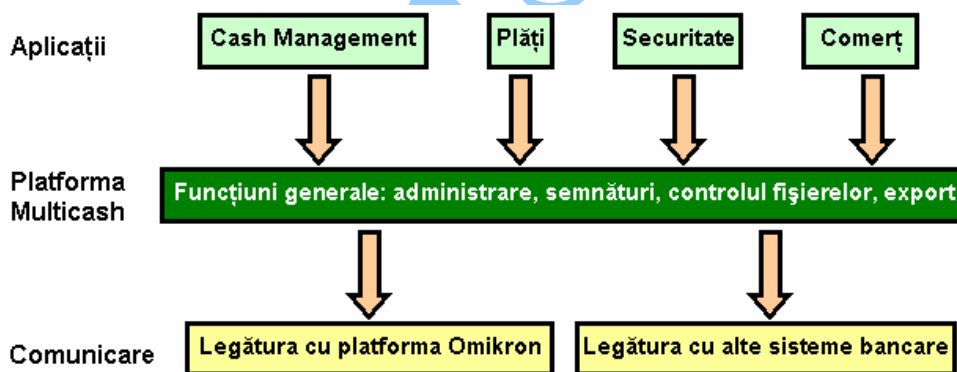 Aplicații
Cash Management
Plăți
Securitate
Comerț
Platforma
Multicash
Funcțiuni generale: administrare, semnături, controlul fişierelor, export
Comunicare
Legătura cu platforma Omikron
Legătura cu alte sisteme bancare